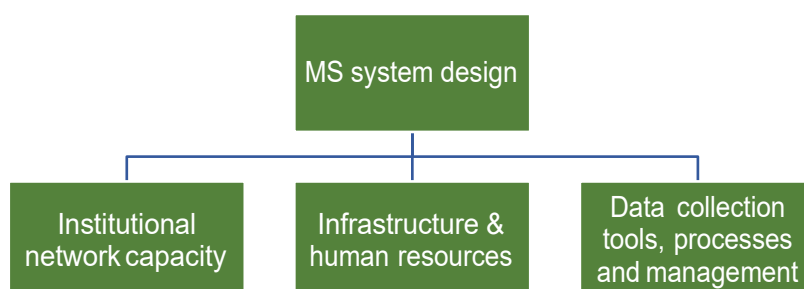 MS system design
Institutional
network capacity
Infrastructure &
human resources
Data collection
tools, processes
and management